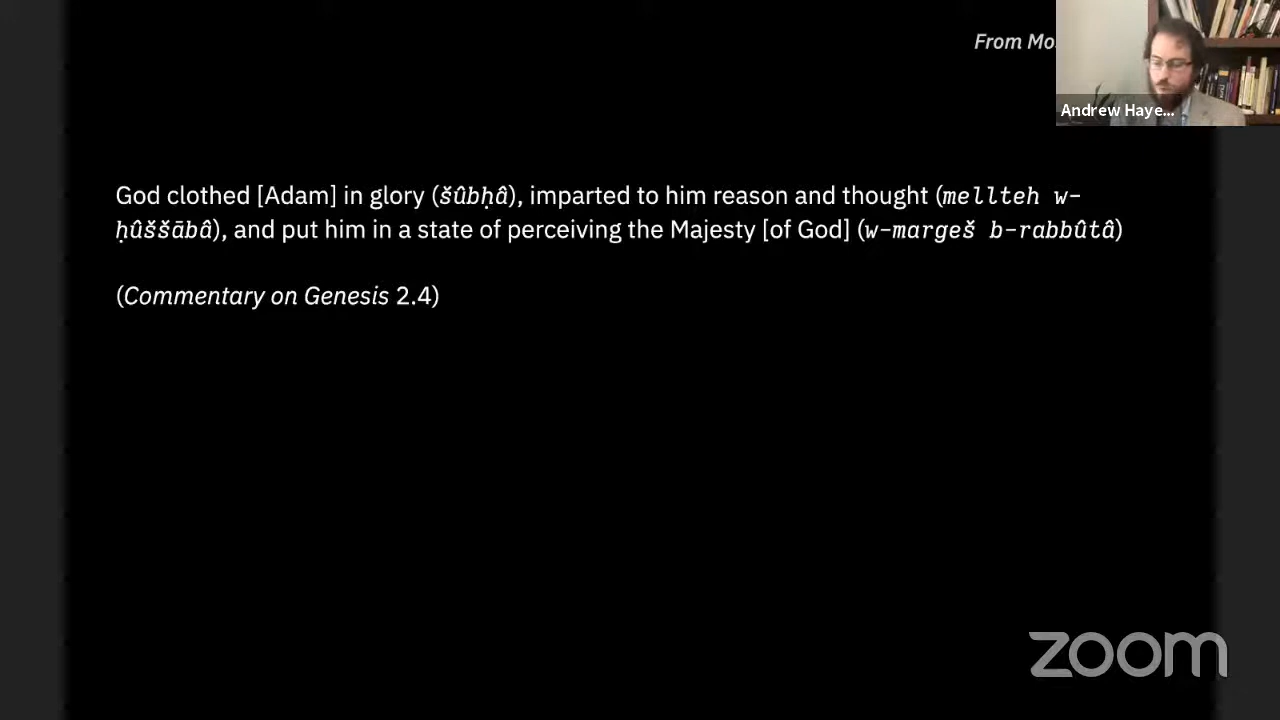 From Mo
Andrew Haye...
God clothed [Adam] in glory (šûbḥâ), imparted to him reason and thought (mellteh w-
ḥûššābâ), and put him in a state of perceiving the Majesty [of God] (w-margeš b-rabbûtâ)
(Commentary on Genesis 2.4)
zoom